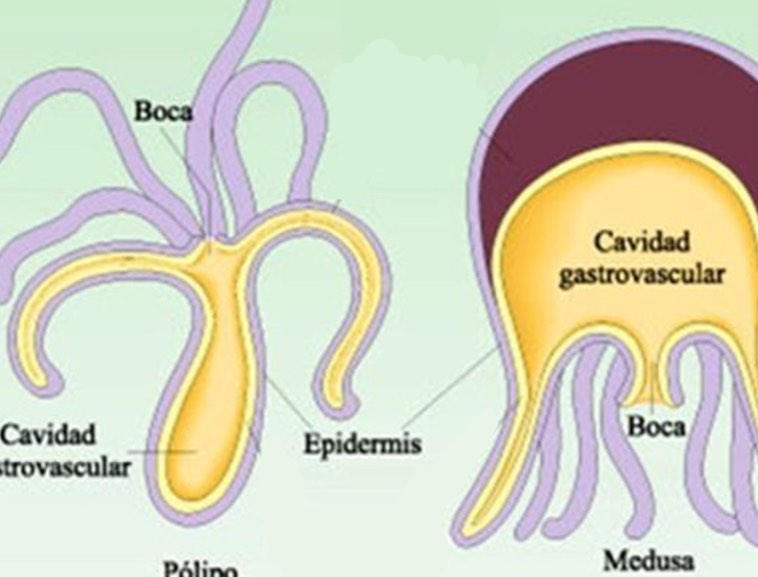 Boca
Cavidad
gastrovascular
Cavidad
strovascular
Epidermis
Boca
Medusa
Pólipo